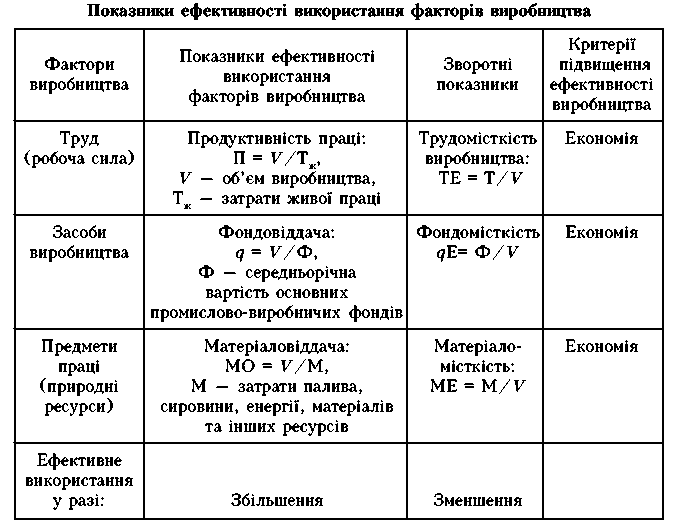 Показники ефективності використання факторів виробництва
Фактори
виробництва
Показники ефективності
використання
факторів виробництва
Зворотні
показники
Критерії
підвищення
ефективності
виробництва
Труд
(робоча сила)
Продуктивність праці:
П = V/Тж,
V — об'єм виробництва,
Тж — затрати живої праці
Трудомісткість
виробництва:
ТЕ = Т/V
Економія
Засоби
виробництва
Фондовіддача:
q = V/Ф,
Ф — середньорічна
вартість основних
промислово-виробничих фондів
Фондомісткість
qЕ= Ф/V
Економія
Предмети
праці
(природні
ресурси)
Матеріаловіддача:
МО = V/М,
М — затрати палива,
сировини, енергії, матеріалів
та інших ресурсів
Матеріало-
місткість:
МЕ = М/V
Економія
Ефективне
використання
у разі:
Збільшення
Зменшення